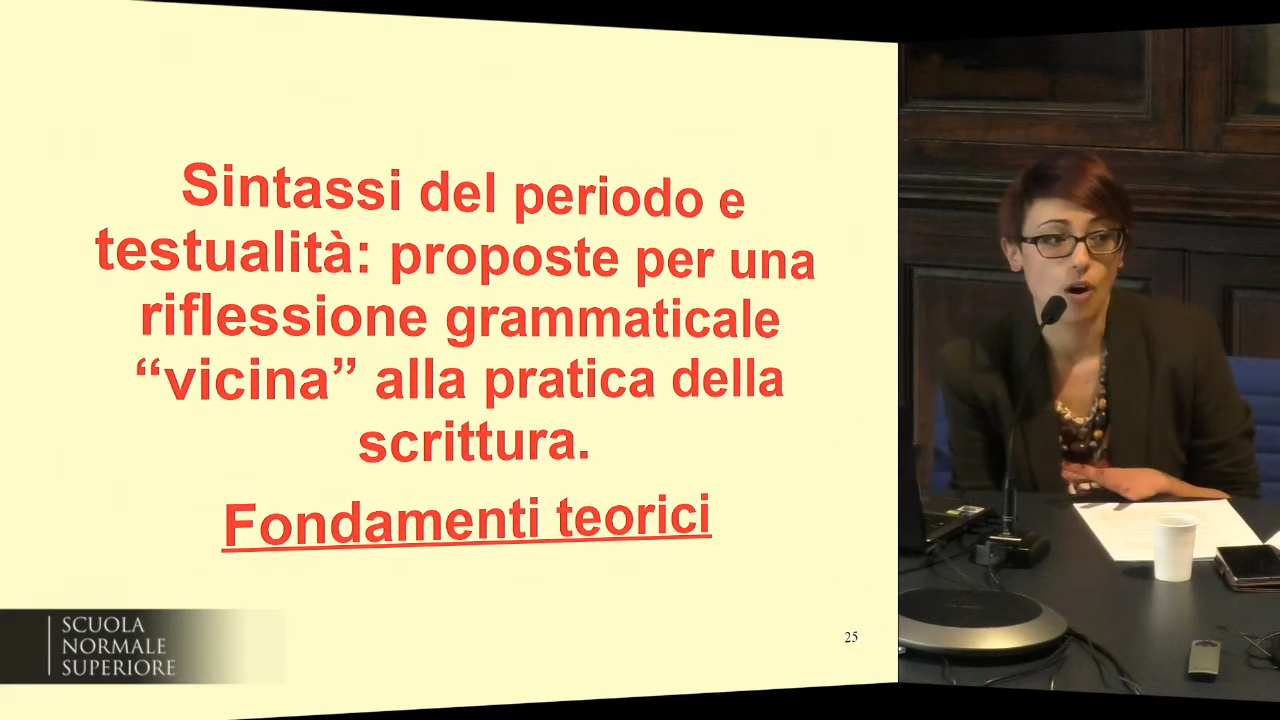 Sintassi del periodo e
testualità: proposte per una
riflessione grammaticale
“vicina” alla pratica della
scrittura.
Fondamenti teorici
SCUOLA
NORMALE
SUPERIORE
25